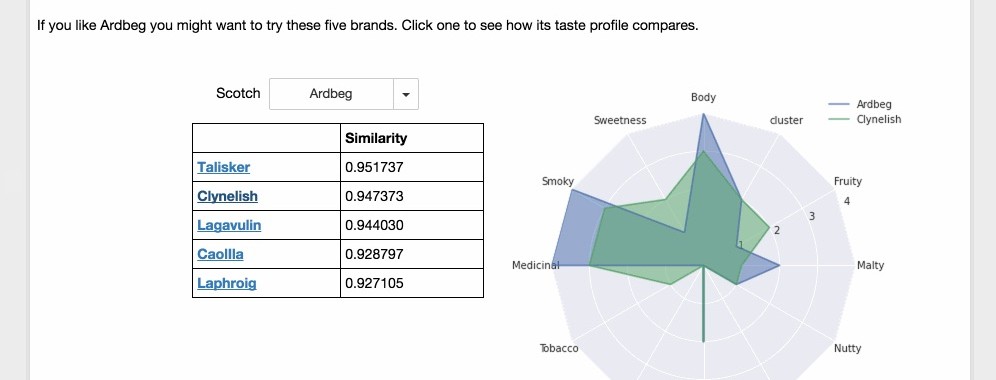 If you like Ardbeg you might want to try these five brands. Click one to see how its taste profile compares.
Scotch Ardbeg
Similarity
Talisker 0.951737
Clynelish 0.947373
Lagavulin 0.944030
Caollla 0.928797
Laphroig 0.927105
Body
Ardbeg
Clynelish
Sweetness
cluster
Smoky
Fruity
4
3
2
1
Medicinal
Malty
Tobacco
Nutty